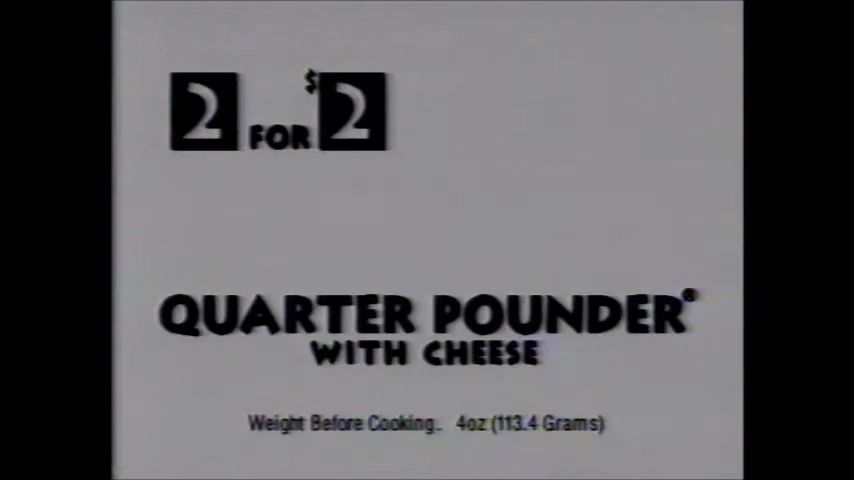 2 FOR $2
QUARTER POUNDER®
WITH CHEESE
Weight Before Cooking. 4oz (113.4 Grams)